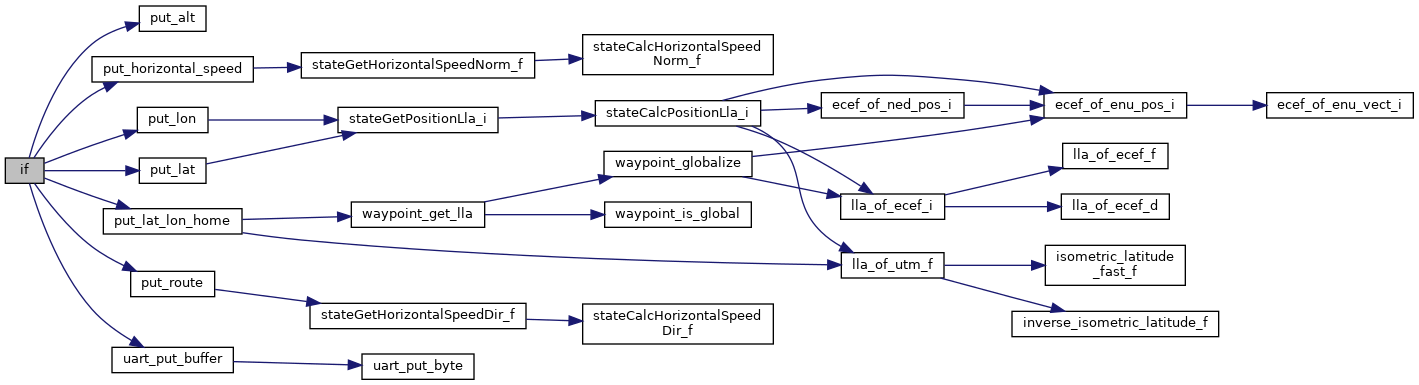 if
put_alt
put_horizontal_speed
put_lon
put_lat
put_lat_lon_home
put_route
uart_put_buffer
stateGetHorizontalSpeedNorm_f
stateGetPositionLla_i
waypoint_get_lla
stateGetHorizontalSpeedDir_f
uart_put_byte
stateCalcHorizontalSpeed
Norm_f
stateCalcPositionLla_i
waypoint_globalize
waypoint_is_global
stateCalcHorizontalSpeed
Dir_f
ecef_of_ned_pos_i
lla_of_ecef_i
lla_of_utm_f
ecef_of_enu_pos_i
lla_of_ecef_f
lla_of_ecef_d
isometric_latitude
_fast_f
inverse_isometric_latitude_f
ecef_of_enu_vect_i